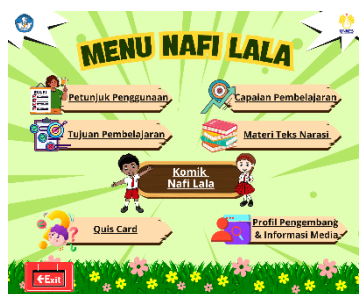 MENU NAFI LALA
Petunjuk Penggunaan
Capaian Pembelajaran
Tujuan Pembelajaran
Materi Teks Narasi
Komik
Nafi Lala
Quis Card
Profil Pengembang
& Informasi Media
Exit